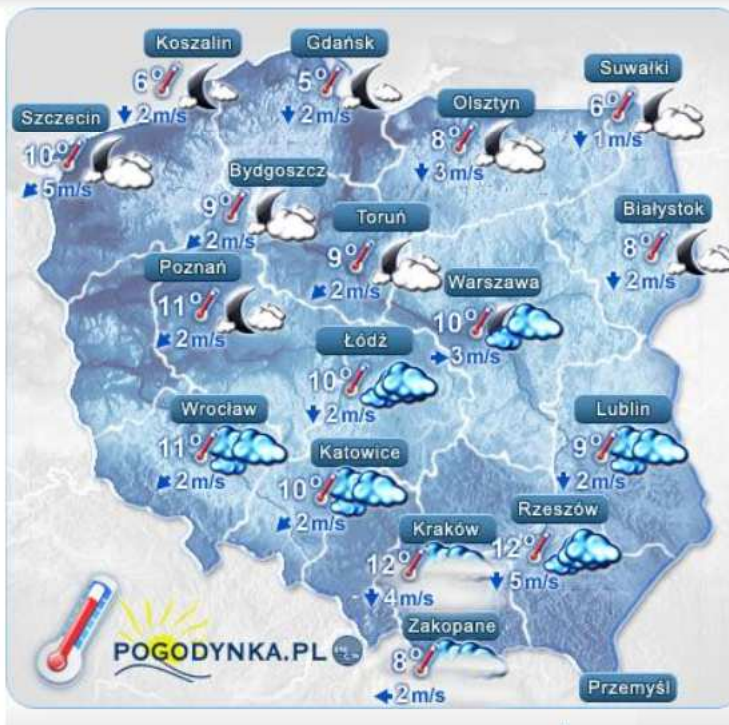 Koszalin
6°
2m/s
Gdańsk
5°
2m/s
Suwałki
6°
1m/s
Szczecin
10°
5m/s
Olsztyn
8°
3m/s
Bydgoszcz
9°
2m/s
Toruń
9°
2m/s
Białystok
8°
2m/s
Poznań
11°
2m/s
Warszawa
10°
3m/s
Łódź
10°
2m/s
Wrocław
11°
2m/s
Katowice
10°
2m/s
Lublin
9°
2m/s
Kraków
12°
4m/s
Rzeszów
12°
5m/s
Zakopane
8°
2m/s
POGODYNKA.PL
Przemyśl